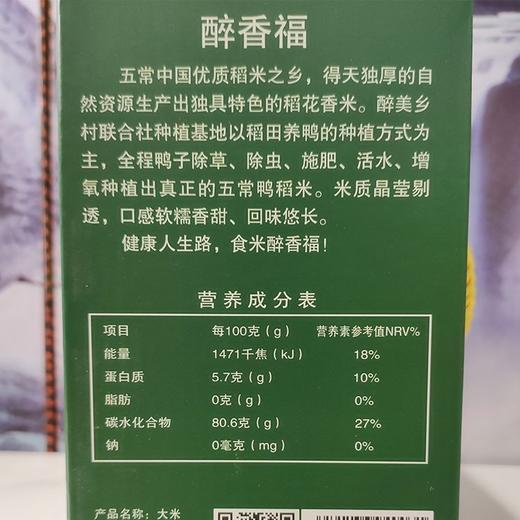 醉香福
五常中国优质稻米之乡，得天独厚的自
然资源生产出独具特色的稻花香米。醉美乡
村联合社种植基地以稻田养鸭的种植方式为
主，全程鸭子除草、除虫、施肥、活水、增
氧种植出真正的五常鸭稻米。米质晶莹剔
透，口感软糯香甜、回味悠长。
健康人生路，食米醉香福！
营养成分表
项目 每100克（g） 营养素参考值NRV%
能量 1471千焦（kJ） 18%
蛋白质 5.7克（g） 10%
脂肪 0克（g） 0%
碳水化合物 80.6克（g） 27%
钠 0毫克（mg） 0%
产品名称：大米